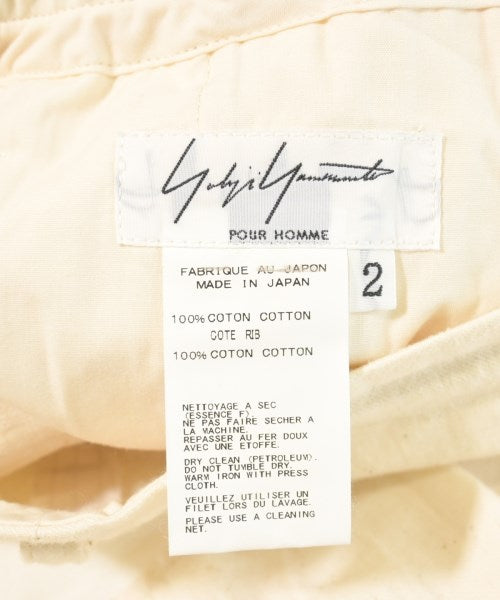 Yohji Yamamoto
POUR HOMME
2
FABRIQUE AU JAPON
MADE IN JAPAN
100% COTON COTTON
COTE RIB
100% COTON COTTON
NETTOYAGE A SEC
(ESSENCE F).
NE PAS FAIRE SECHER A
LA MACHINE.
REPASSER AU FER DOUX
AVEC UNE ETOFFE.
DRY CLEAN (PETROLEUM).
DO NOT TUMBLE DRY.
WARM IRON WITH PRESS
CLOTH.
VEUILLEZ UTILISER UN
FILET LORS DU LAVAGE.
PLEASE USE A CLEANING
NET.